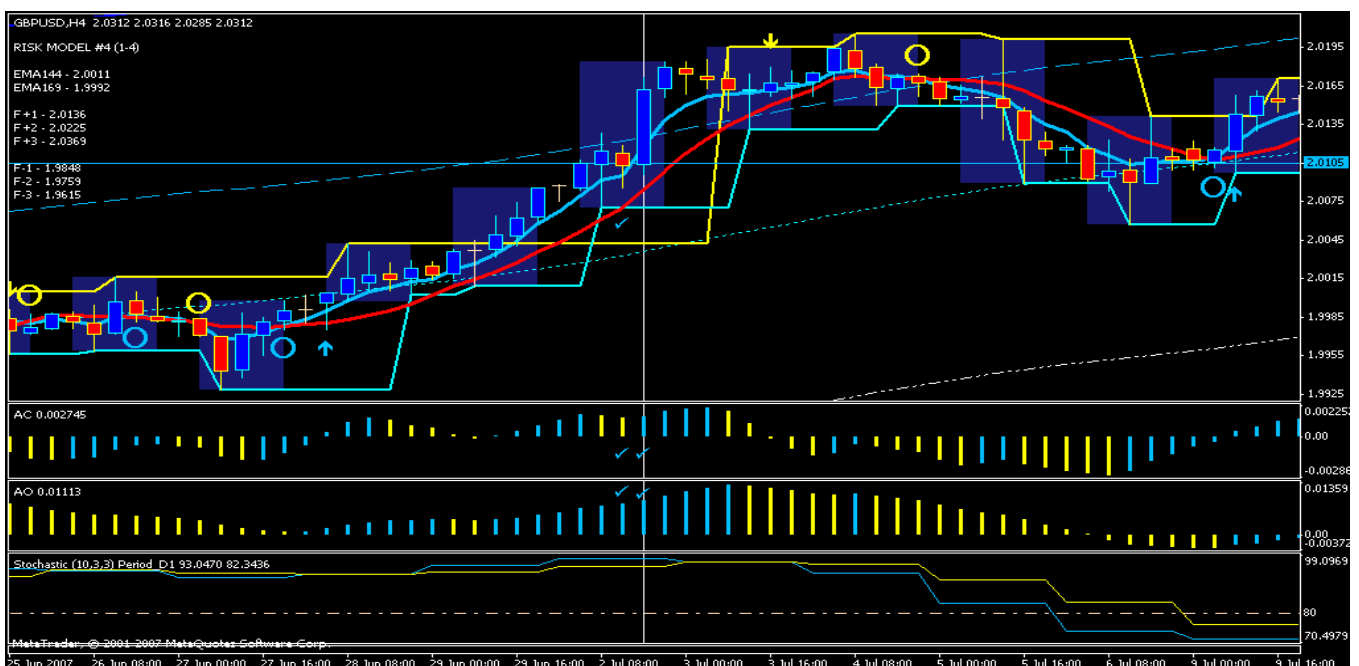 GBPUSD,H4 2.0312 2.0316 2.0285 2.0312
RISK MODEL #4 (1-4)
EMA144 - 2.0011
EMA169 - 1.9992
F+1 - 2.0136
F+2 - 2.0225
F+3 - 2.0369
F-1 - 1.9848
F-2 - 1.9759
F-3 - 1.9615
2.0195
2.0165
2.0135
2.0105
2.0075
2.0045
2.0015
1.9985
1.9955
1.9925
AC 0.002745
0.002252
0.00
-0.00286
AO 0.01113
0.01359
0.00
-0.00372
Stochastic (10,3,3) Period D1 93.0470 82.3436
99.0969
80
70.4979
MetaTrader, © 2001-2007 MetaQuotes Software Corp.
25 Jun 2007 26 Jun 08:00 27 Jun 00:00 27 Jun 16:00 28 Jun 08:00 29 Jun 00:00 29 Jun 16:00 2 Jul 08:00 3 Jul 00:00 3 Jul 16:00 4 Jul 08:00 5 Jul 00:00 5 Jul 16:00 6 Jul 08:00 9 Jul 00:00 9 Jul 16:00